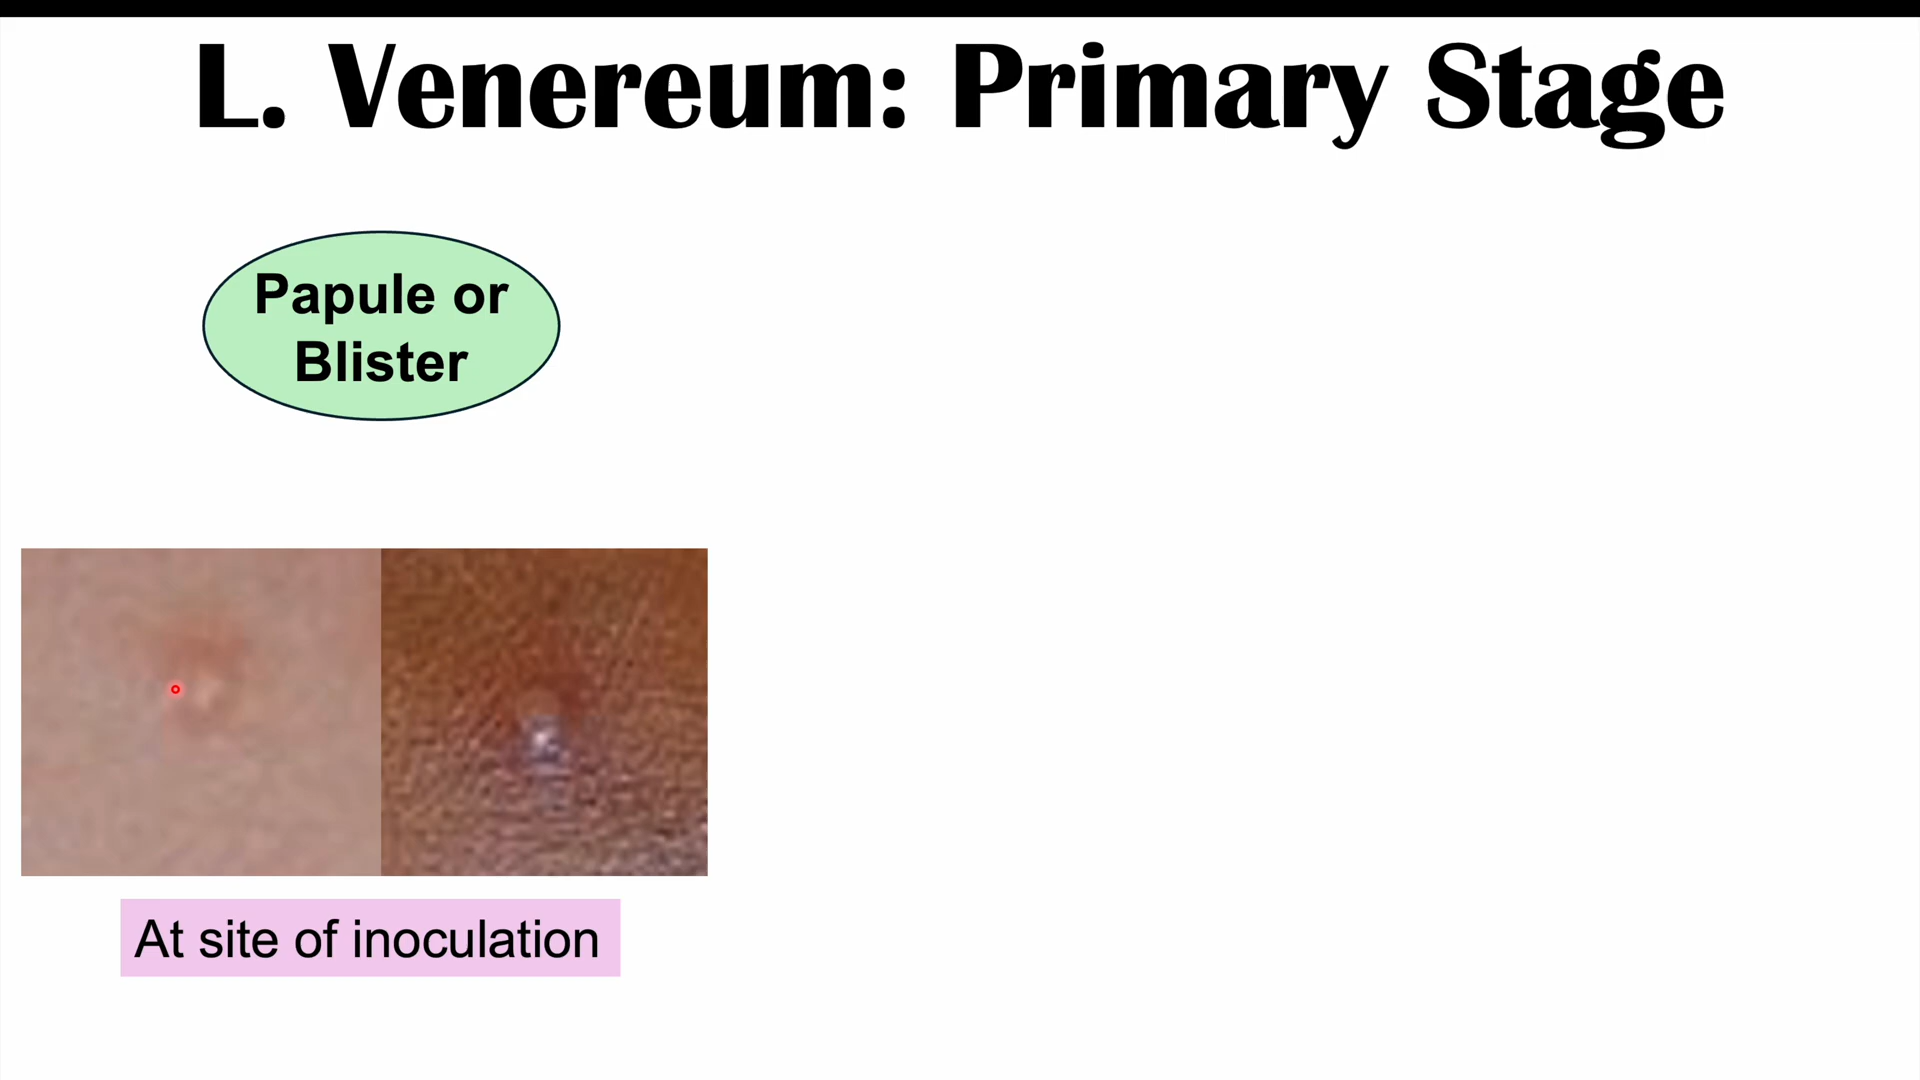 L. Venereum: Primary Stage
Papule or
Blister
At site of inoculation